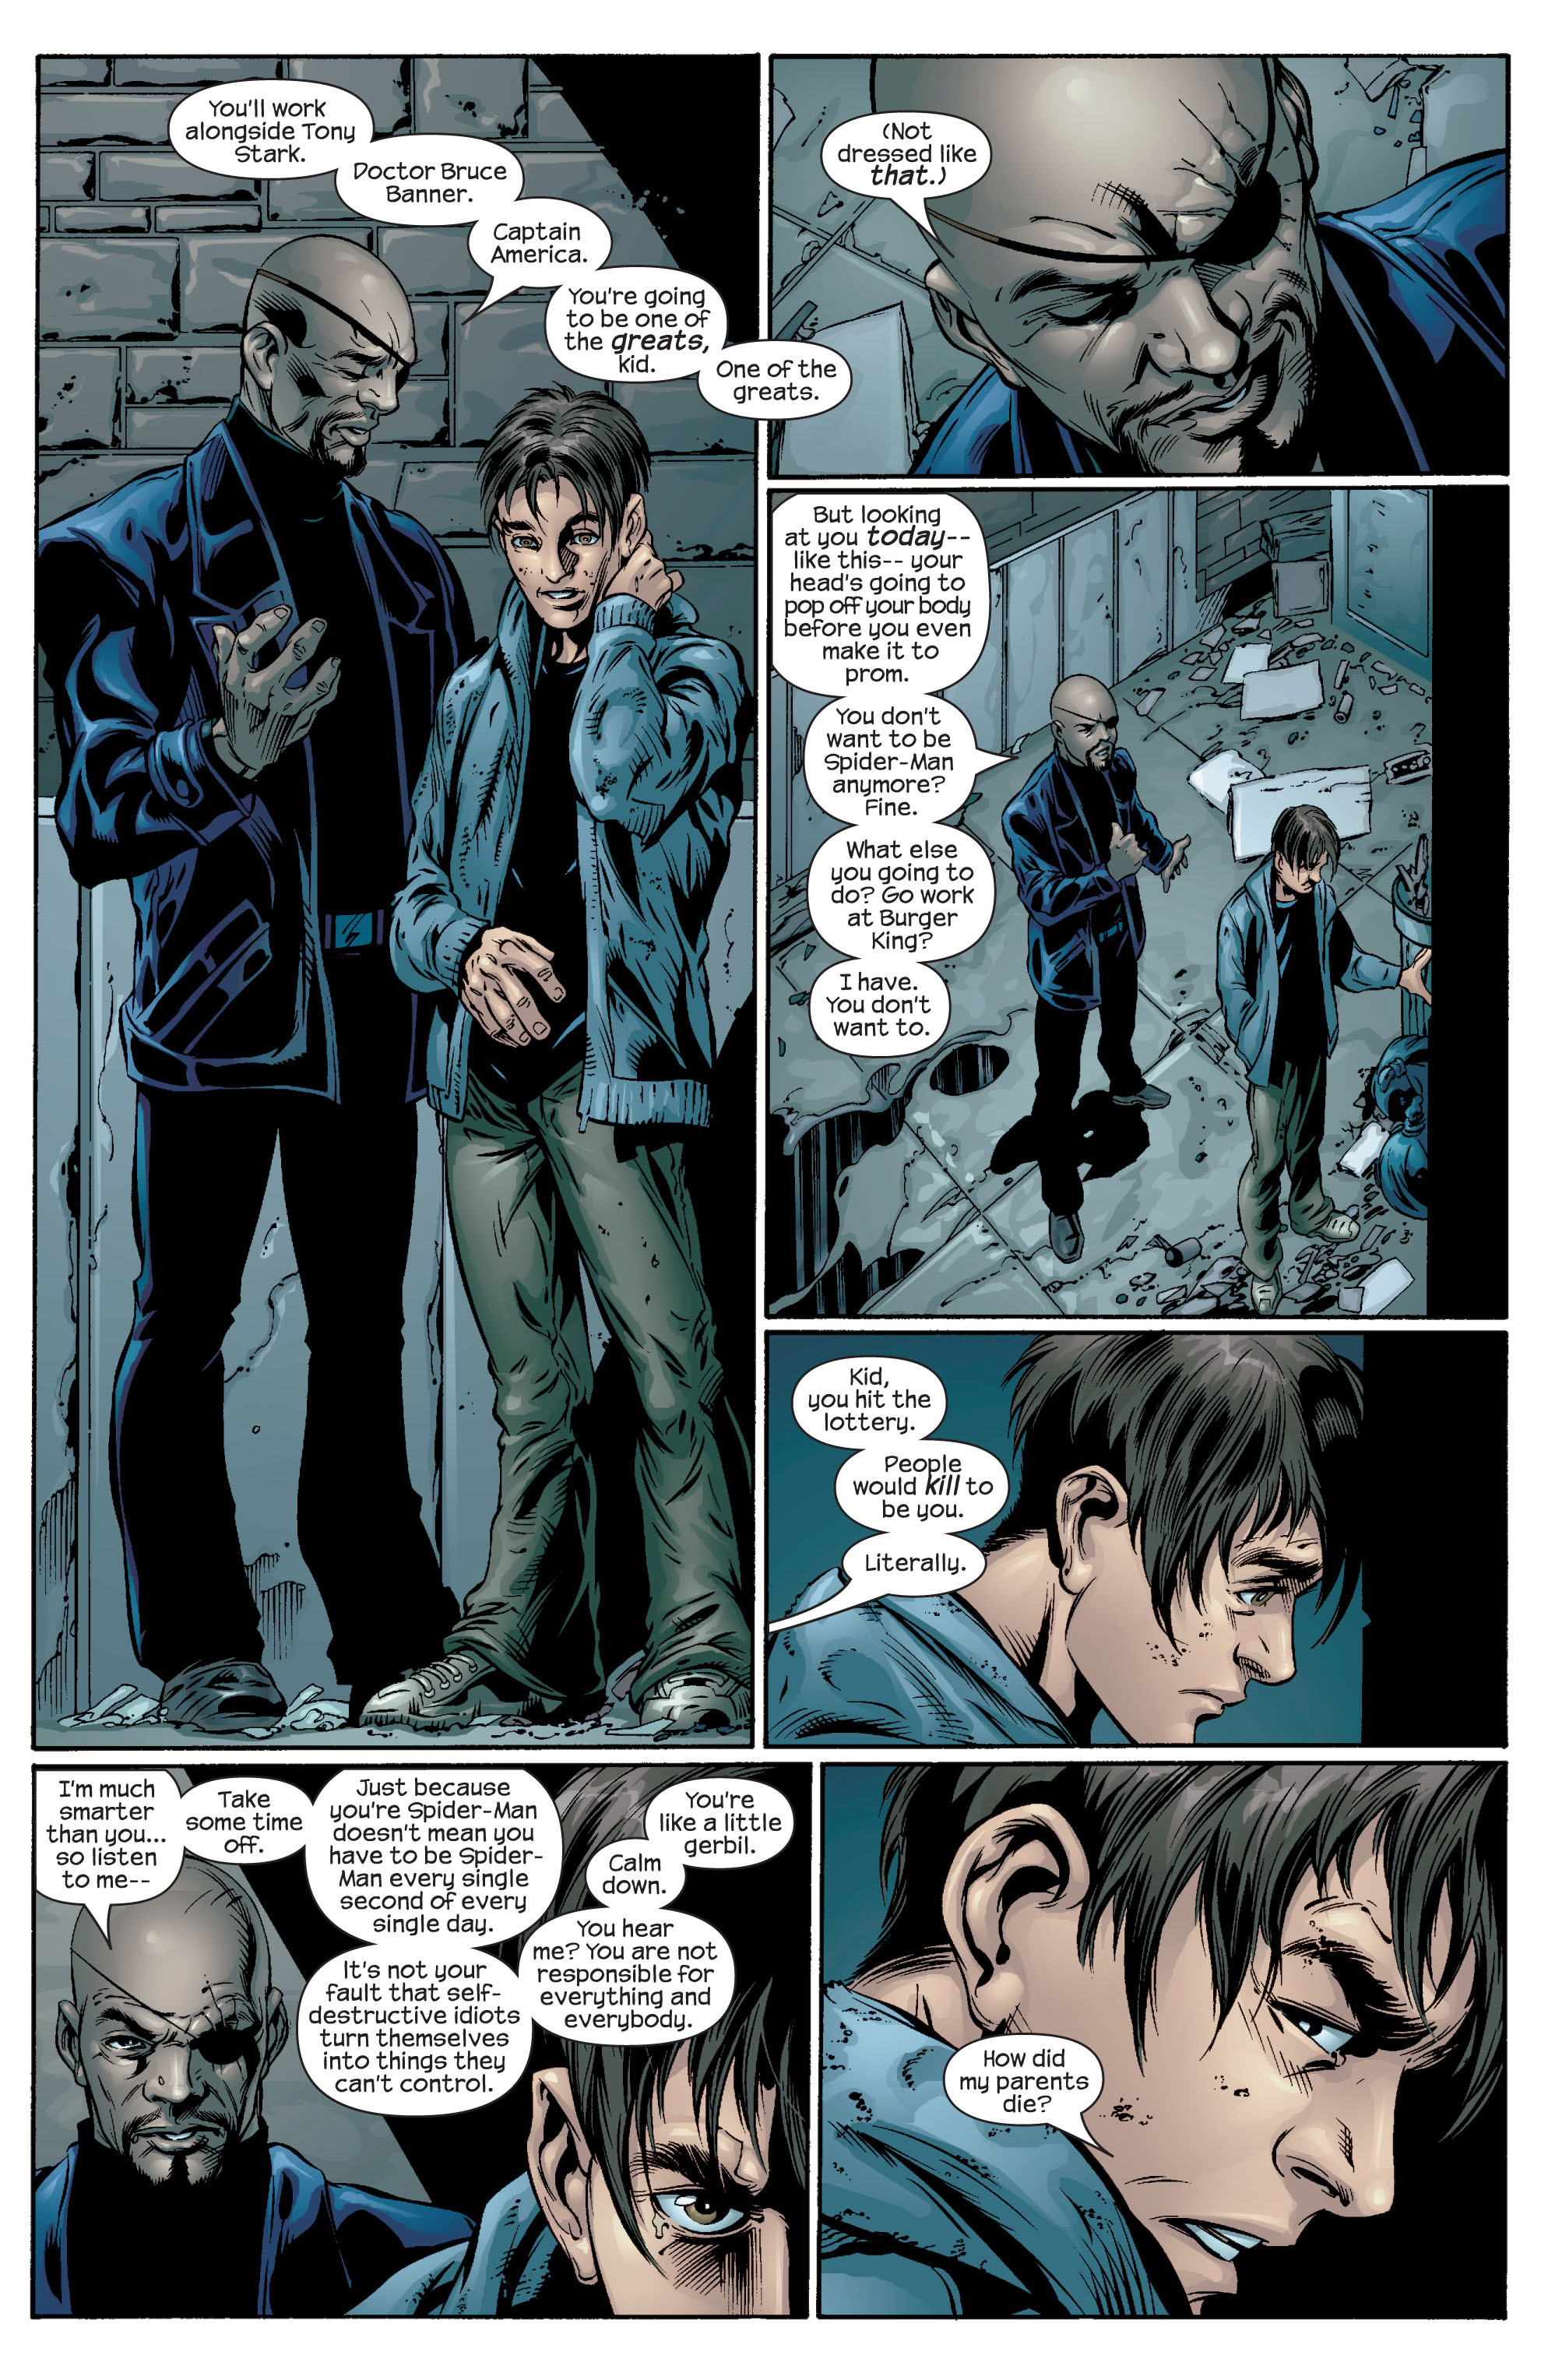 You'll work
alongside Tony
Stark.
Doctor Bruce
Banner.
Captain
America.
You're going
to be one of
the greats,
kid.
One of the
greats.
(Not
dressed like
that.)
But looking
at you today--
like this-- your
head's going to
pop off your body
before you even
make it to
prom.
You don't
want to be
Spider-Man
anymore?
Fine.
What else
you going to
do? Go work
at Burger
King?
I have.
You don't
want to.
Kid,
you hit the
lottery.
People
would kill to
be you.
Literally.
I'm much
smarter
than you...
so listen
to me--
Take
some time
off.
Just because
you're Spider-Man
doesn't mean you
have to be Spider-
Man every single
second of every
single day.
It's not your
fault that self-
destructive idiots
turn themselves
into things they
can't control.
You're
like a little
gerbil.
Calm
down.
You hear
me? You are not
responsible for
everything and
everybody.
How did
my parents
die?